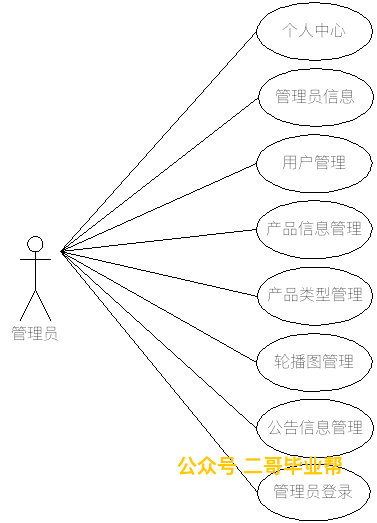 个人中心
管理员信息
用户管理
产品信息管理
产品类型管理
轮播图管理
公告信息管理
管理员登录
管理员
公众号 二哥毕业帮